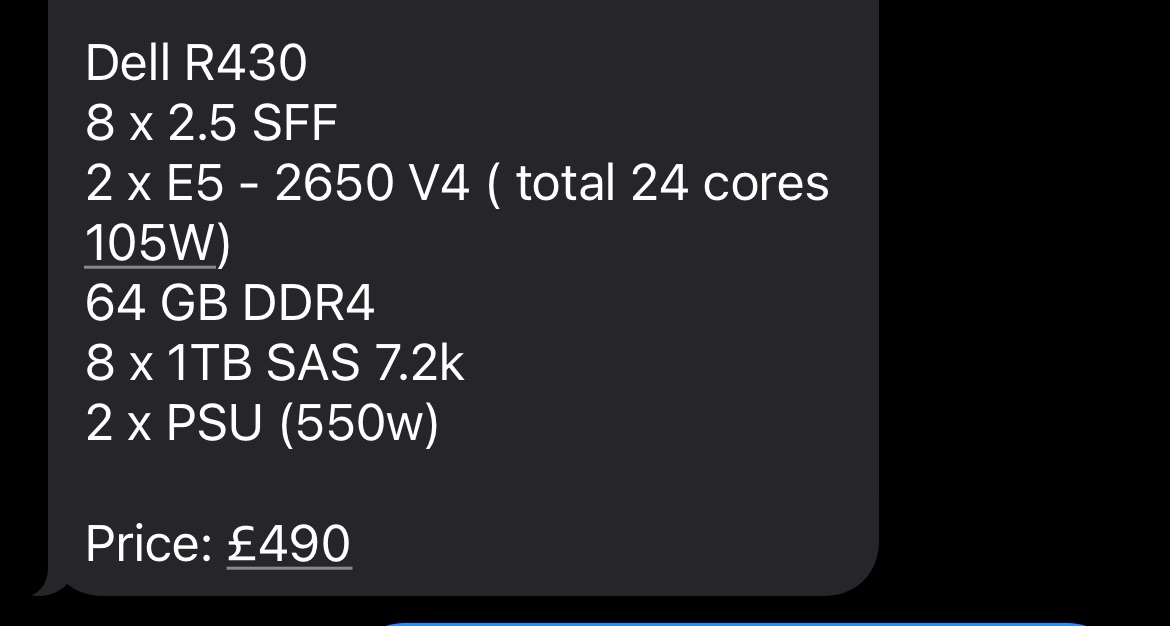 Dell R430
8 x 2.5 SFF
2 x E5 - 2650 V4 ( total 24 cores
105W)
64 GB DDR4
8 x 1TB SAS 7.2k
2 x PSU (550w)
Price: £490